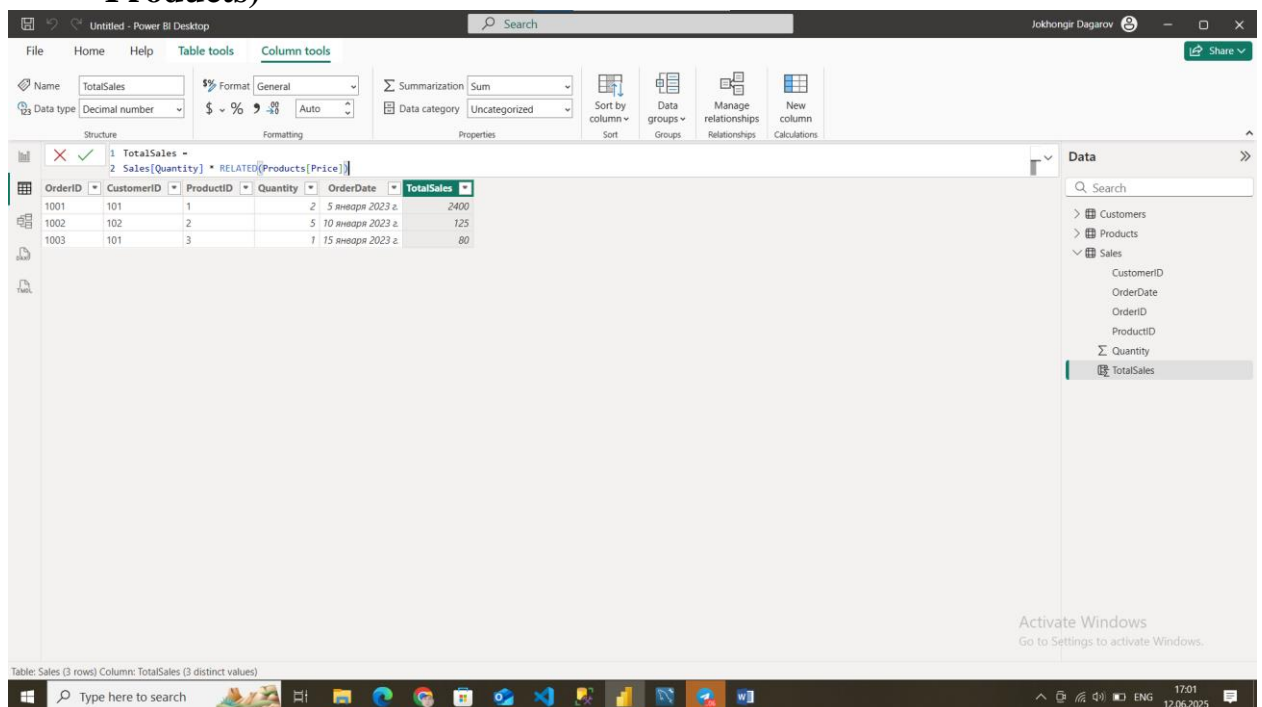 Products)
Untitled - Power BI Desktop
Search
Jokhongir Dagarov
File Home Help Table tools Column tools
Share
Name TotalSales
$% Format General
Summarization Sum
Data type Decimal number
$ % Auto
Data category Uncategorized
Sort by column
Data groups
Manage relationships
New column
Structure Formatting Properties Sort Groups Relationships Calculations
1 TotalSales =
2 Sales[Quantity] * RELATED(Products[Price])
OrderID CustomerID ProductID Quantity OrderDate TotalSales
1001 101 1 2 5 января 2023 г. 2400
1002 102 2 5 10 января 2023 г. 125
1003 101 3 1 15 января 2023 г. 80
Data
Search
Customers
Products
Sales
CustomerID
OrderDate
OrderID
ProductID
Quantity
TotalSales
Activate Windows
Go to Settings to activate Windows.
Table: Sales (3 rows) Column: TotalSales (3 distinct values)
Type here to search
ENG
17:01
12.06.2025